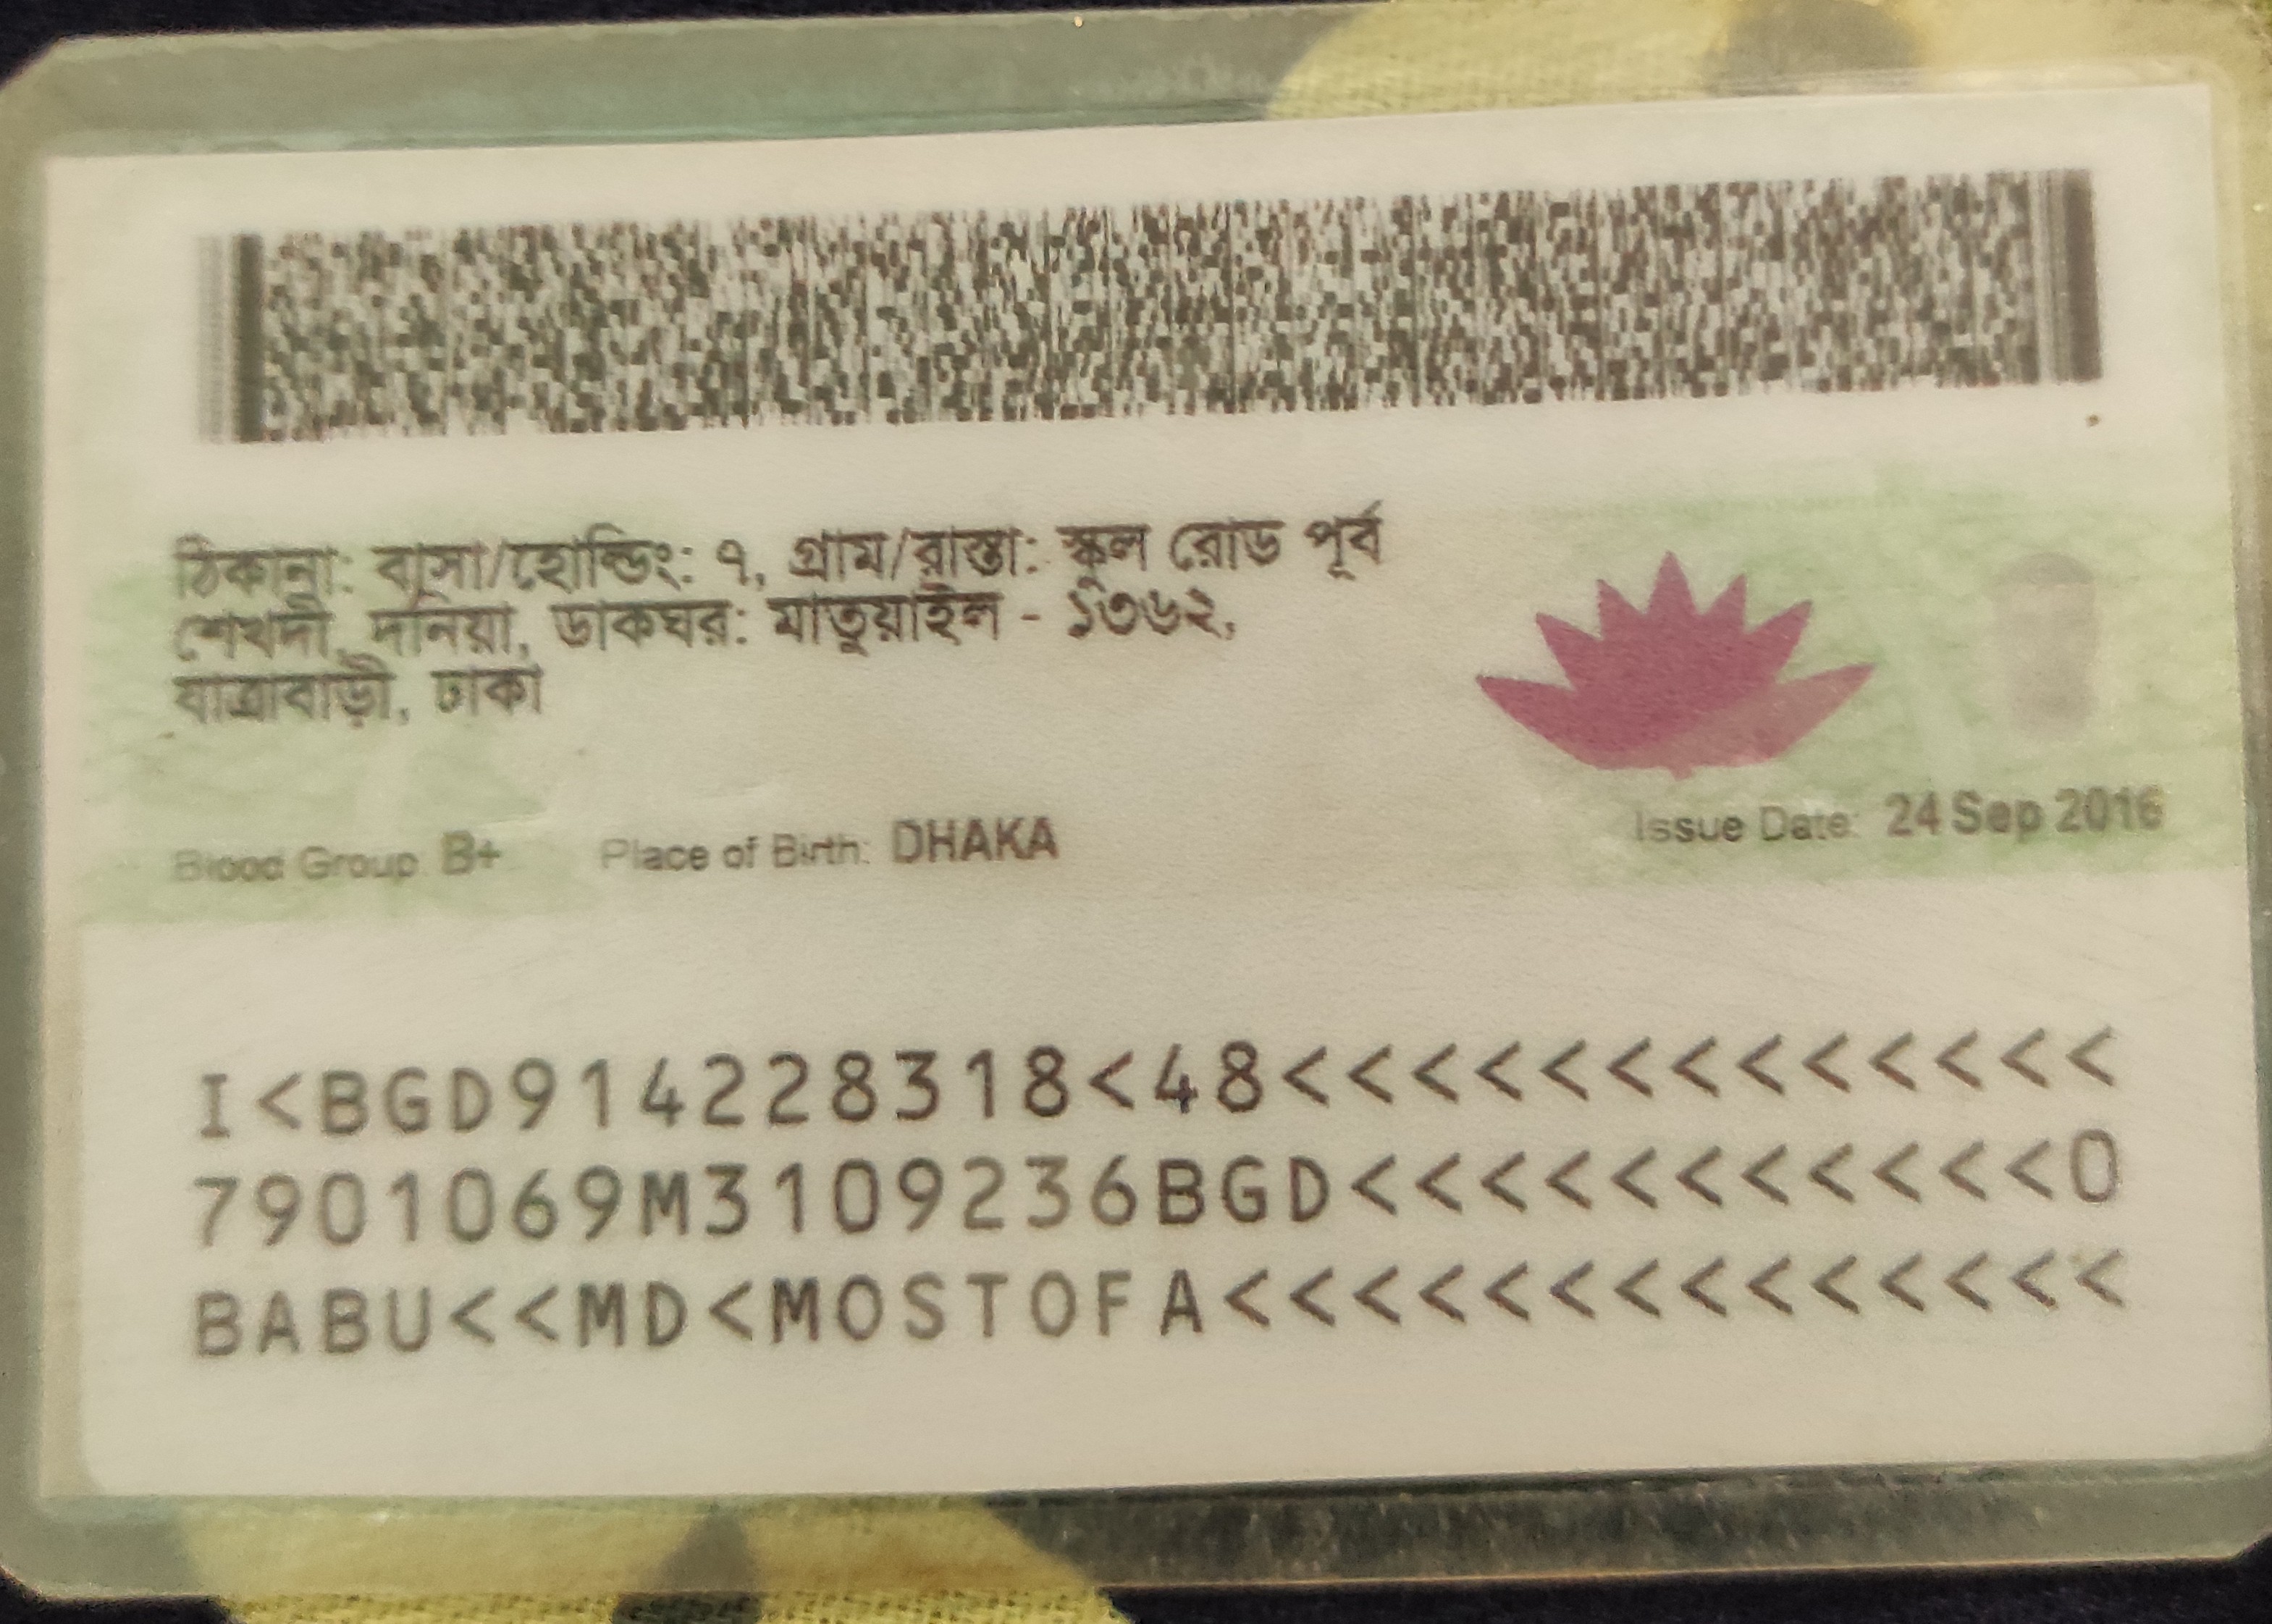 ঠিকানা: বাসা/হোল্ডিং: ৭, গ্রাম/রাস্তা: স্কুল রোড পূর্ব
শেখদী, দনিয়া, ডাকঘর: মাতুয়াইল - ১৩৬২,
যাত্রাবাড়ী, ঢাকা
Blood Group: B+ Place of Birth: DHAKA Issue Date: 24 Sep 2016
I<BGD914228318<48<<<<<<<<<<<<<
7901069M3109236BGD<<<<<<<<<<<0
BABU<<MD<MOSTOFA<<<<<<<<<<<<<<